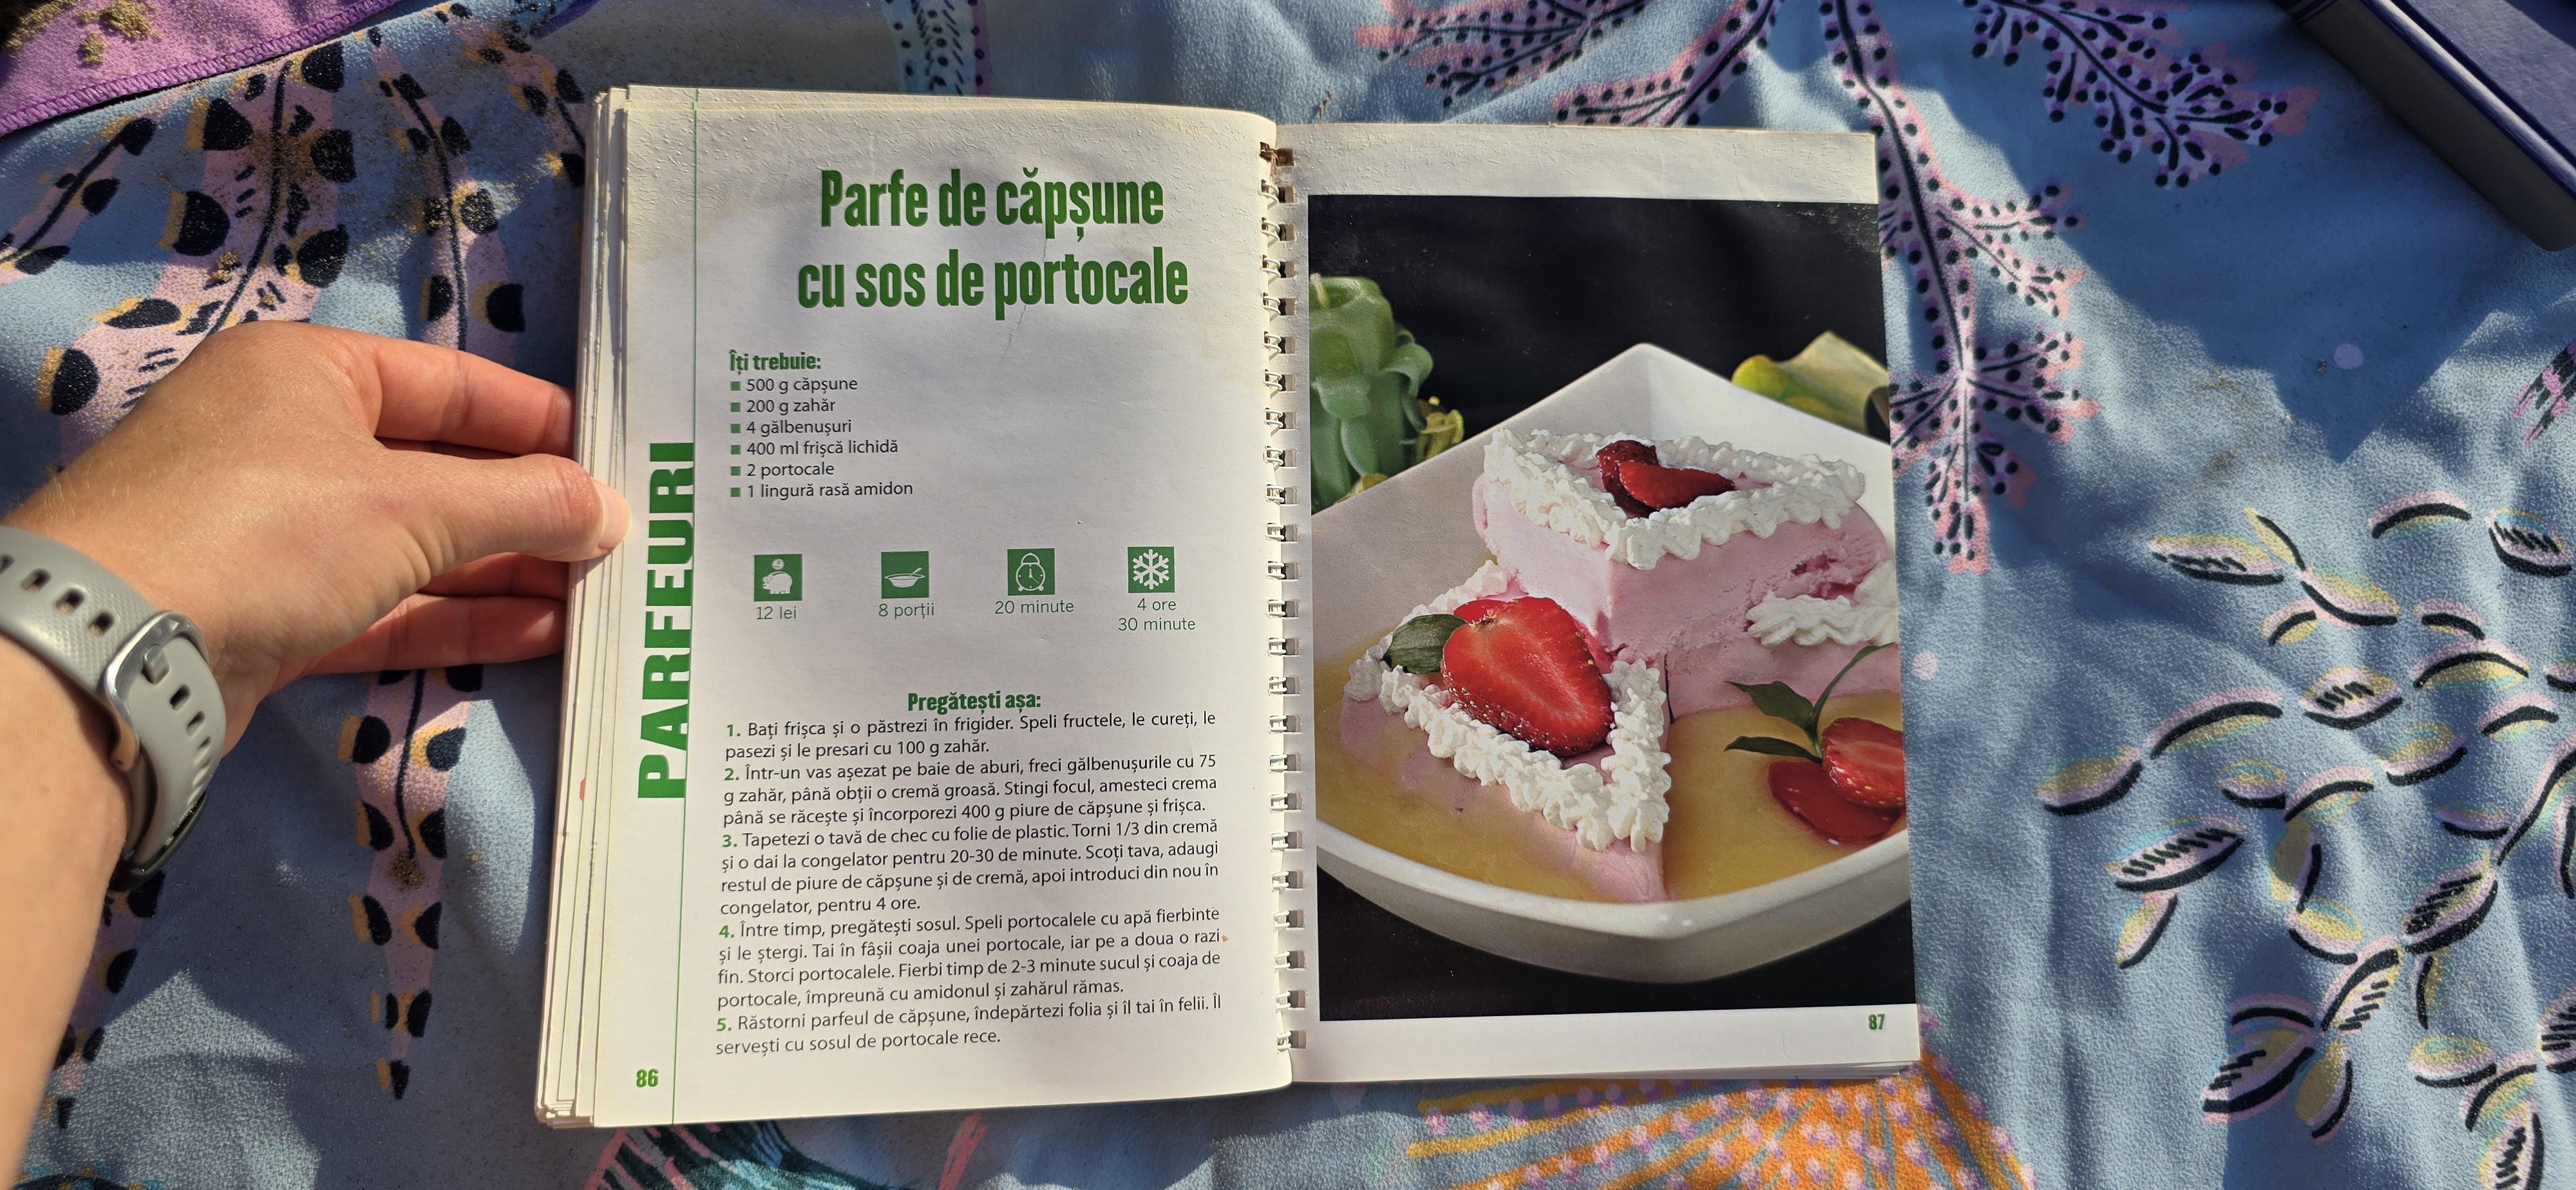 Parfe de căpșune
cu sos de portocale
Îți trebuie:
■ 500 g căpșune
■ 200 g zahăr
■ 4 gălbenușuri
■ 400 ml frișcă lichidă
■ 2 portocale
■ 1 lingură rasă amidon
12 lei
8 porții
20 minute
4 ore
30 minute
Pregătești așa:
1. Bați frișca și o păstrezi în frigider. Speli fructele, le cureți, le
pasezi și le presari cu 100 g zahăr.
2. Într-un vas așezat pe baie de aburi, freci gălbenușurile cu 75
g zahăr, până obții o cremă groasă. Stingi focul, amesteci crema
până se răcește și încorporezi 400 g piure de căpșune și frișca.
3. Tapetezi o tavă de chec cu folie de plastic. Torni 1/3 din cremă
și o dai la congelator pentru 20-30 de minute. Scoți tava, adaugi
restul de piure de căpșune și de cremă, apoi introduci din nou în
congelator, pentru 4 ore.
4. Între timp, pregătești sosul. Speli portocalele cu apă fierbinte
și le ștergi. Tai în fâșii coaja unei portocale, iar pe a doua o razi
fin. Storci portocalele. Fierbi timp de 2-3 minute sucul și coaja de
portocale, împreună cu amidonul și zahărul rămas.
5. Răstorni parfeul de căpșune, îndepărtezi folia și îl tai în felii. Îl
servești cu sosul de portocale rece.
PARFEURI
86
87